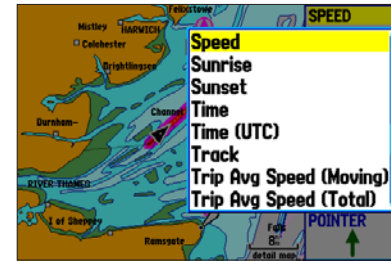 Felixstowe
SPEED
Mistley
HARWICH
Colchester
Speed
Brightlingsea
Sunrise
Sunset
Channel
Time
Durnham-
Time (UTC)
Track
RIVER THAMES
Trip Avg Speed (Moving)
Trip Avg Speed (Total)
I of Sheppey
POINTER
Ramsgate
detail map